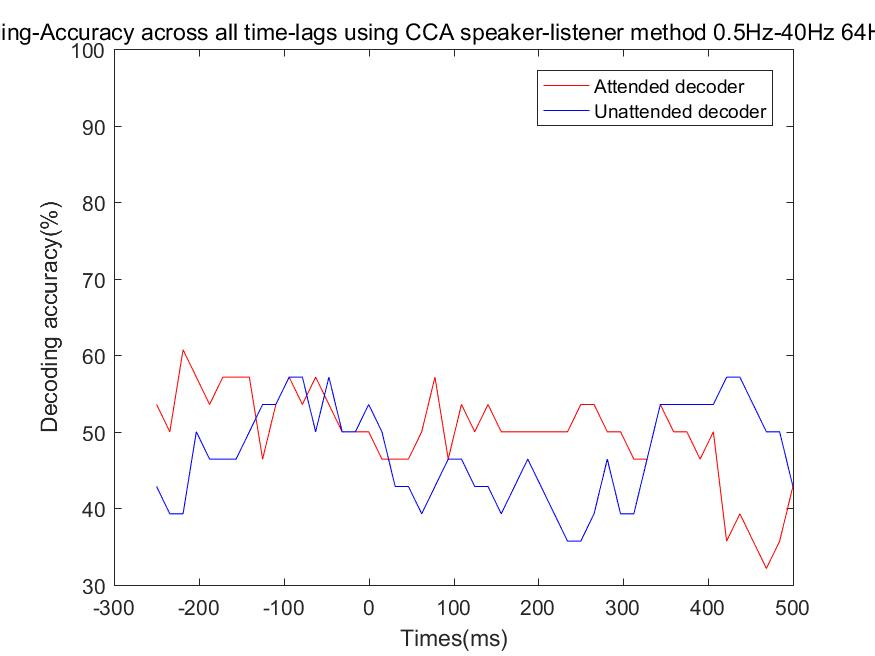 ing-Accuracy across all time-lags using CCA speaker-listener method 0.5Hz-40Hz 64H
100
Attended decoder
Unattended decoder
90
80
70
60
50
40
30
Decoding accuracy(%)
-300 -200 -100 0 100 200 300 400 500
Times(ms)